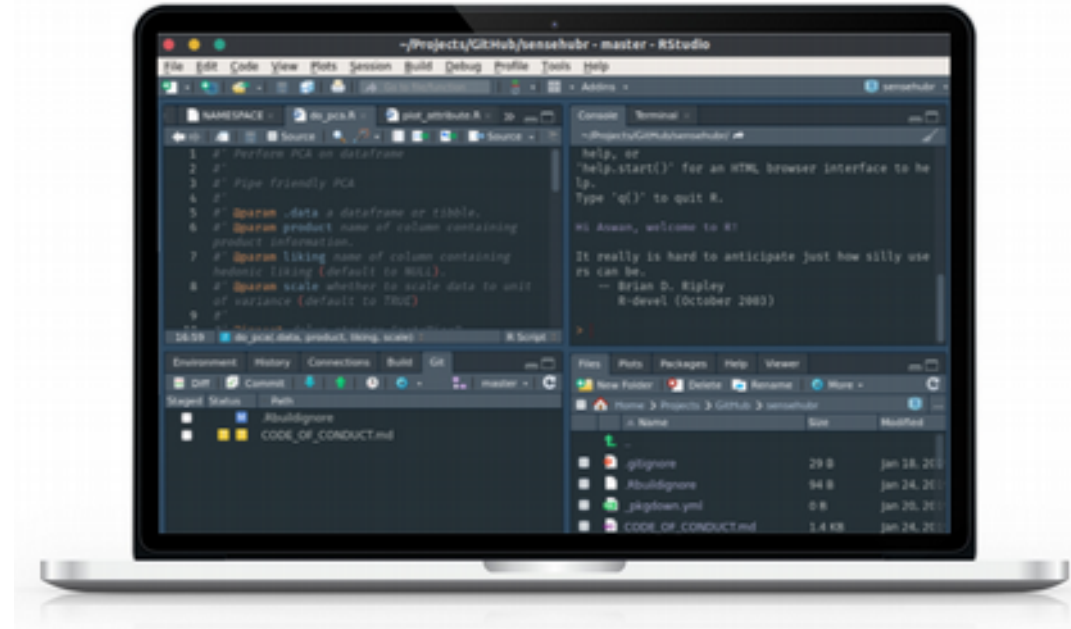 ~/Projects/GitHub/sensehubr - master - RStudio
File Edit Code View Plots Session Build Debug Profile Tools Help
Go to file/function Addins sensehubr
NAMESPACE do_pca.R plot_attribute.R
Source Source
1 #' Perform PCA on dataframe
2 #'
3 #' Pipe friendly PCA
4 #'
5 #' @param .data a dataframe or tibble.
6 #' @param product name of column containing
product information.
7 #' @param liking name of column containing
hedonic liking (default to NULL).
8 #' @param scale whether to scale data to unit
of variance (default to TRUE)
9 #'
16:59 do_pca(.data, product, liking, scale) R Script
Console Terminal
~/Projects/GitHub/sensehubr/
help, or
'help.start()' for an HTML browser interface to he
lp.
Type 'q()' to quit R.
Hi Aswan, welcome to R!
It really is hard to anticipate just how silly use
rs can be.
-- Brian D. Ripley
R-devel (October 2003)
>
Environment History Connections Build Git
Diff Commit master
Staged Status Path
M .Rbuildignore
CODE_OF_CONDUCT.md
Files Plots Packages Help Viewer
New Folder Delete Rename More
Home Projects GitHub sensehubr
Name Size Modified
..
.gitignore 29 B Jan 18, 20
.Rbuildignore 94 B Jan 24, 20
_pkgdown.yml 0 B Jan 20, 20
CODE_OF_CONDUCT.md 1.4 KB Jan 24, 20